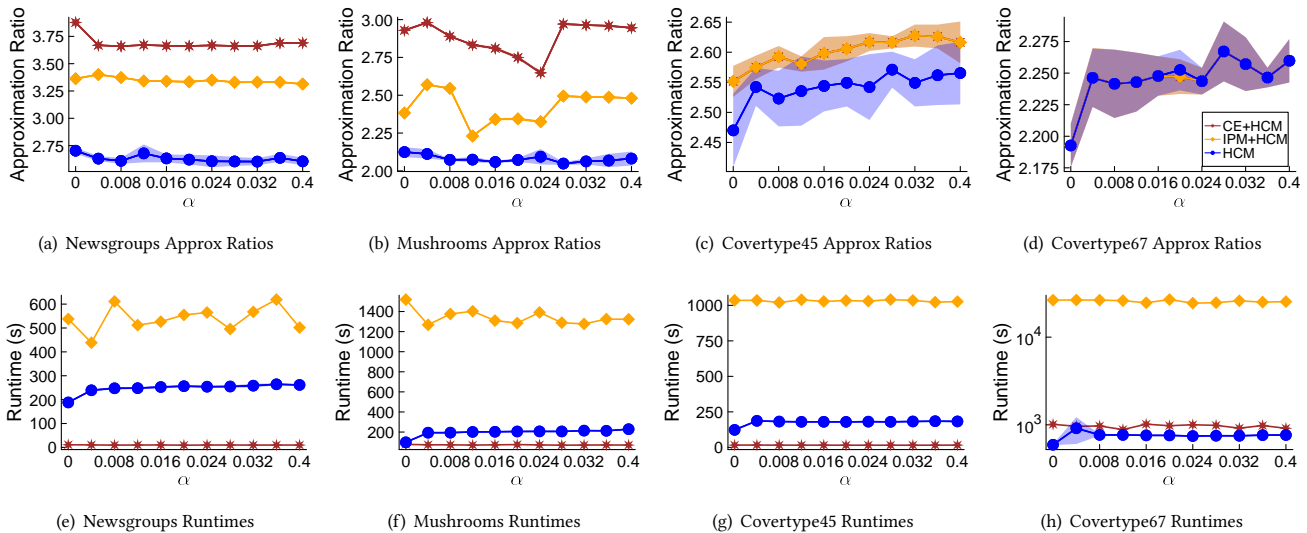 Approximation Ratio
3.75
3.50
3.25
3.00
2.75
0 0.008 0.016 0.024 0.032 0.4
α
(a) Newsgroups Approx Ratios
Approximation Ratio
3.00
2.75
2.50
2.25
2.00
0 0.008 0.016 0.024 0.032 0.4
α
(b) Mushrooms Approx Ratios
Approximation Ratio
2.65
2.60
2.55
2.50
2.45
0 0.008 0.016 0.024 0.032 0.4
α
(c) Covertype45 Approx Ratios
Approximation Ratio
2.275
2.250
2.225
2.200
2.175
CE+HCM
IPM+HCM
HCM
0 0.008 0.016 0.024 0.032 0.4
α
(d) Covertype67 Approx Ratios
Runtime (s)
600
500
400
300
200
100
0
0 0.008 0.016 0.024 0.032 0.4
α
(e) Newsgroups Runtimes
Runtime (s)
1400
1200
1000
800
600
400
200
0 0.008 0.016 0.024 0.032 0.4
α
(f) Mushrooms Runtimes
Runtime (s)
1000
750
500
250
0
0 0.008 0.016 0.024 0.032 0.4
α
(g) Covertype45 Runtimes
Runtime (s)
10⁴
10³
0 0.008 0.016 0.024 0.032 0.4
α
(h) Covertype67 Runtimes